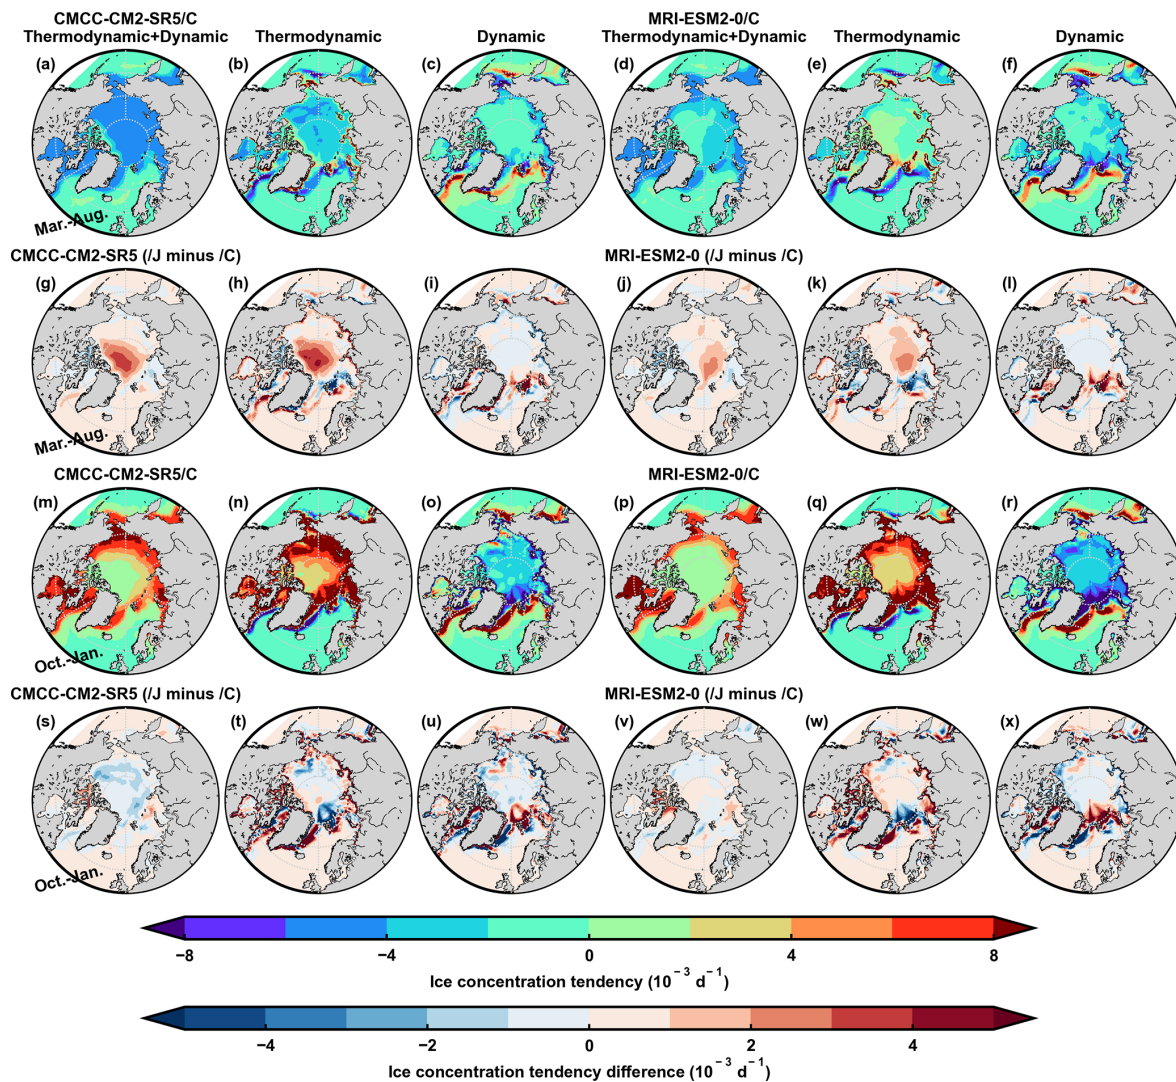 CMCC-CM2-SR5/C MRI-ESM2-0/C
Thermodynamic+Dynamic Thermodynamic Dynamic Thermodynamic+Dynamic Thermodynamic Dynamic
(a) (b) (c) (d) (e) (f)
Mar.-Aug.
CMCC-CM2-SR5 (/J minus /C) MRI-ESM2-0 (/J minus /C)
(g) (h) (i) (j) (k) (l)
Mar.-Aug.
CMCC-CM2-SR5/C MRI-ESM2-0/C
(m) (n) (o) (p) (q) (r)
Oct.-Jan.
CMCC-CM2-SR5 (/J minus /C) MRI-ESM2-0 (/J minus /C)
(s) (t) (u) (v) (w) (x)
Oct.-Jan.
−8 −4 0 4 8
Ice concentration tendency (10⁻³ d⁻¹)
−4 −2 0 2 4
Ice concentration tendency difference (10⁻³ d⁻¹)